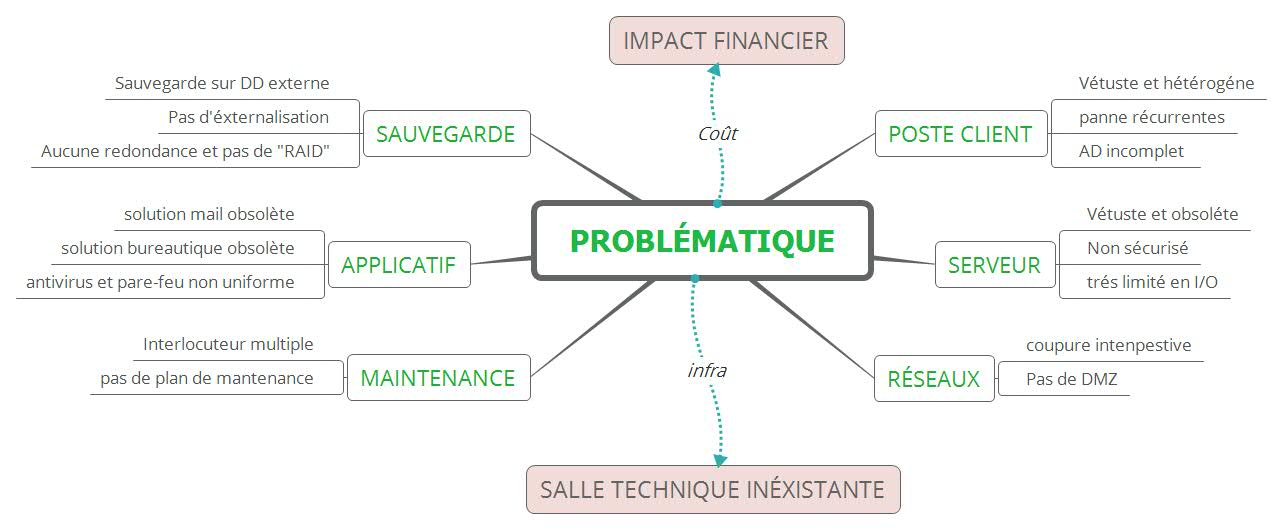 IMPACT FINANCIER
Coût
PROBLÉMATIQUE
infra
SALLE TECHNIQUE INÉXISTANTE
SAUVEGARDE
Sauvegarde sur DD externe
Pas d'éxternalisation
Aucune redondance et pas de "RAID"
APPLICATIF
solution mail obsolète
solution bureautique obsolète
antivirus et pare-feu non uniforme
MAINTENANCE
Interlocuteur multiple
pas de plan de mantenance
POSTE CLIENT
Vétuste et hétérogéne
panne récurrentes
AD incomplet
SERVEUR
Vétuste et obsoléte
Non sécurisé
trés limité en I/O
RÉSEAUX
coupure intenpestive
Pas de DMZ